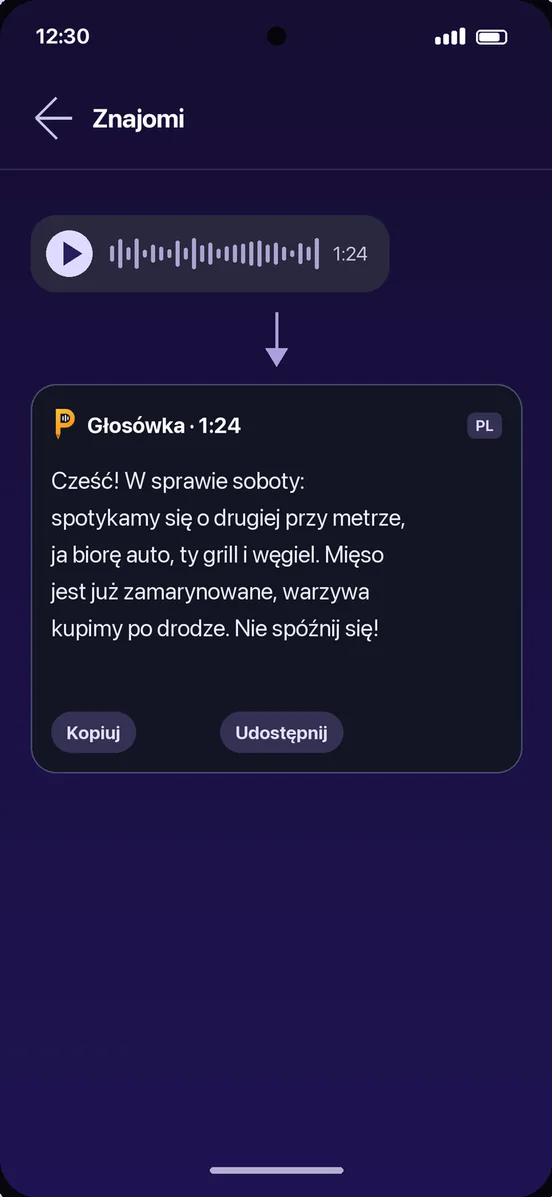 12:30
Znajomi
1:24
Głosówka · 1:24
PL
Cześć! W sprawie soboty:
spotykamy się o drugiej przy metrze,
ja biorę auto, ty grill i węgiel. Mięso
jest już zamarynowane, warzywa
kupimy po drodze. Nie spóźnij się!
Kopiuj
Udostępnij